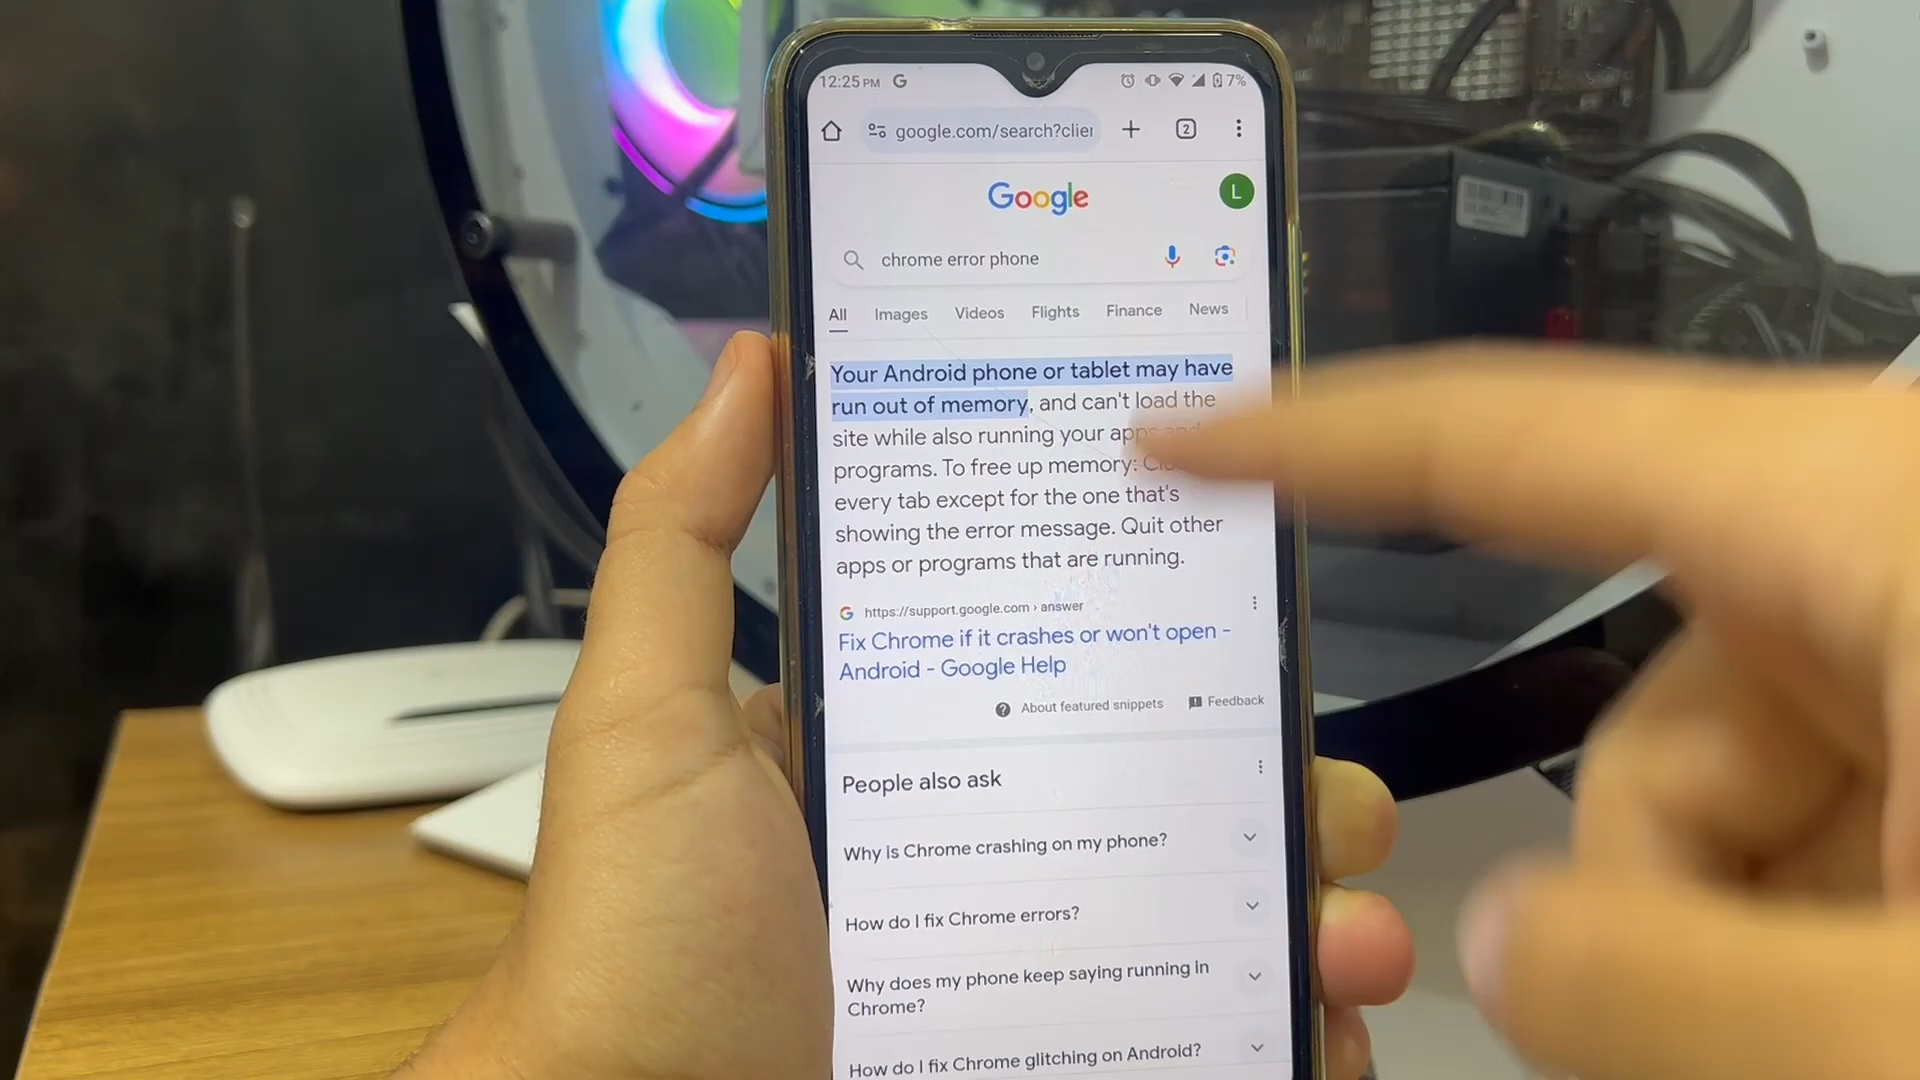 12:25 PM G 7%
google.com/search?clier + 2
Google L
chrome error phone
All Images Videos Flights Finance News
Your Android phone or tablet may have
run out of memory, and can't load the
site while also running your apps and
programs. To free up memory:
every tab except for the one that's
showing the error message. Quit other
apps or programs that are running.
G https://support.google.com › answer
Fix Chrome if it crashes or won't open -
Android - Google Help
About featured snippets Feedback
People also ask
Why is Chrome crashing on my phone?
How do I fix Chrome errors?
Why does my phone keep saying running in
Chrome?
How do I fix Chrome glitching on Android?